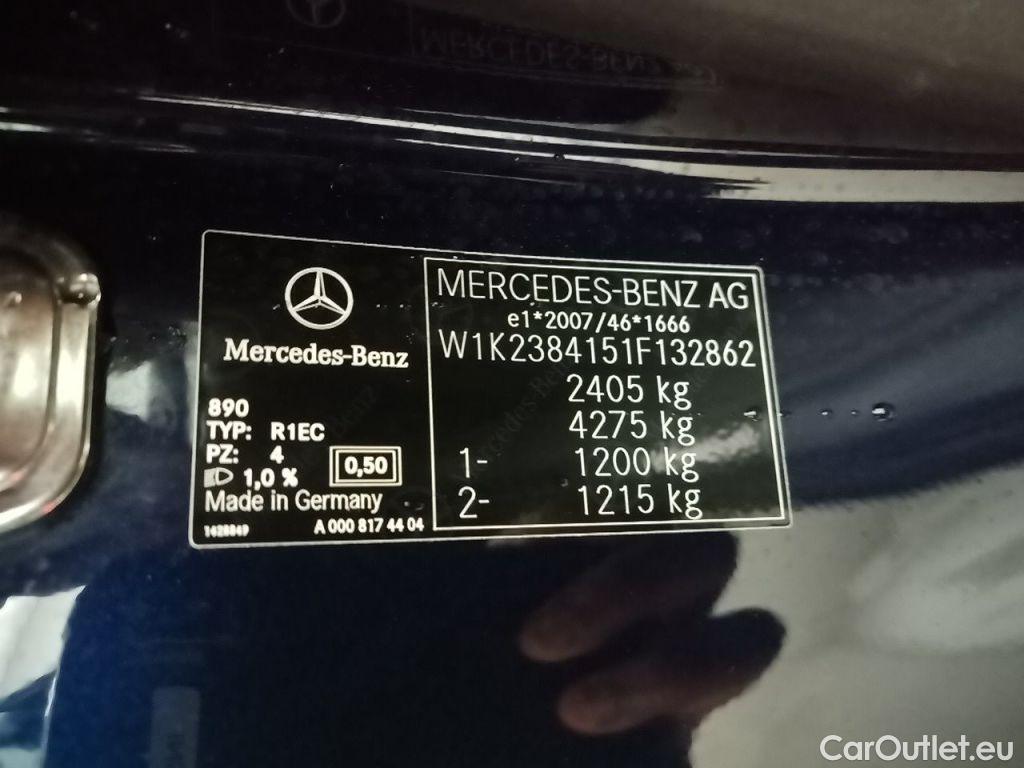 Mercedes-Benz
890
TYP: R1EC
PZ: 4
1,0 %
0,50
Made in Germany
1428849
A 000 817 44 04
MERCEDES-BENZ AG
e1*2007/46*1666
W1K2384151F132862
2405 kg
4275 kg
1- 1200 kg
2- 1215 kg
CarOutlet.eu